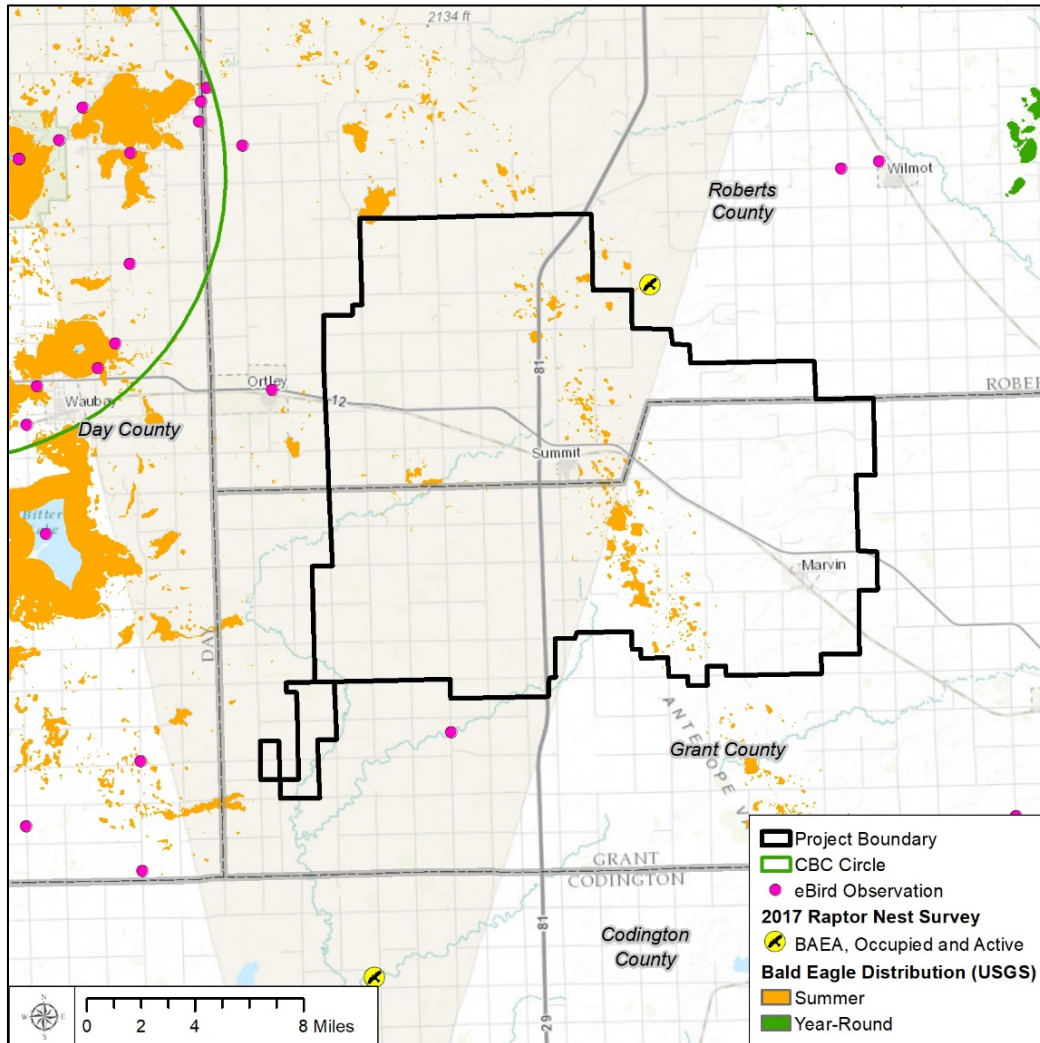 2134 ft
Roberts
County
Wilmot
81
Ortley
12
Waubay
Day County
ROBER
Summit
Bitter
Marvin
DAY
ANTELOPE V
Grant County
GRANT
CODINGTON
81
Codington
County
29
N
W
E
S
0 2 4 8 Miles
Project Boundary
CBC Circle
eBird Observation
2017 Raptor Nest Survey
BAEA, Occupied and Active
Bald Eagle Distribution (USGS)
Summer
Year-Round